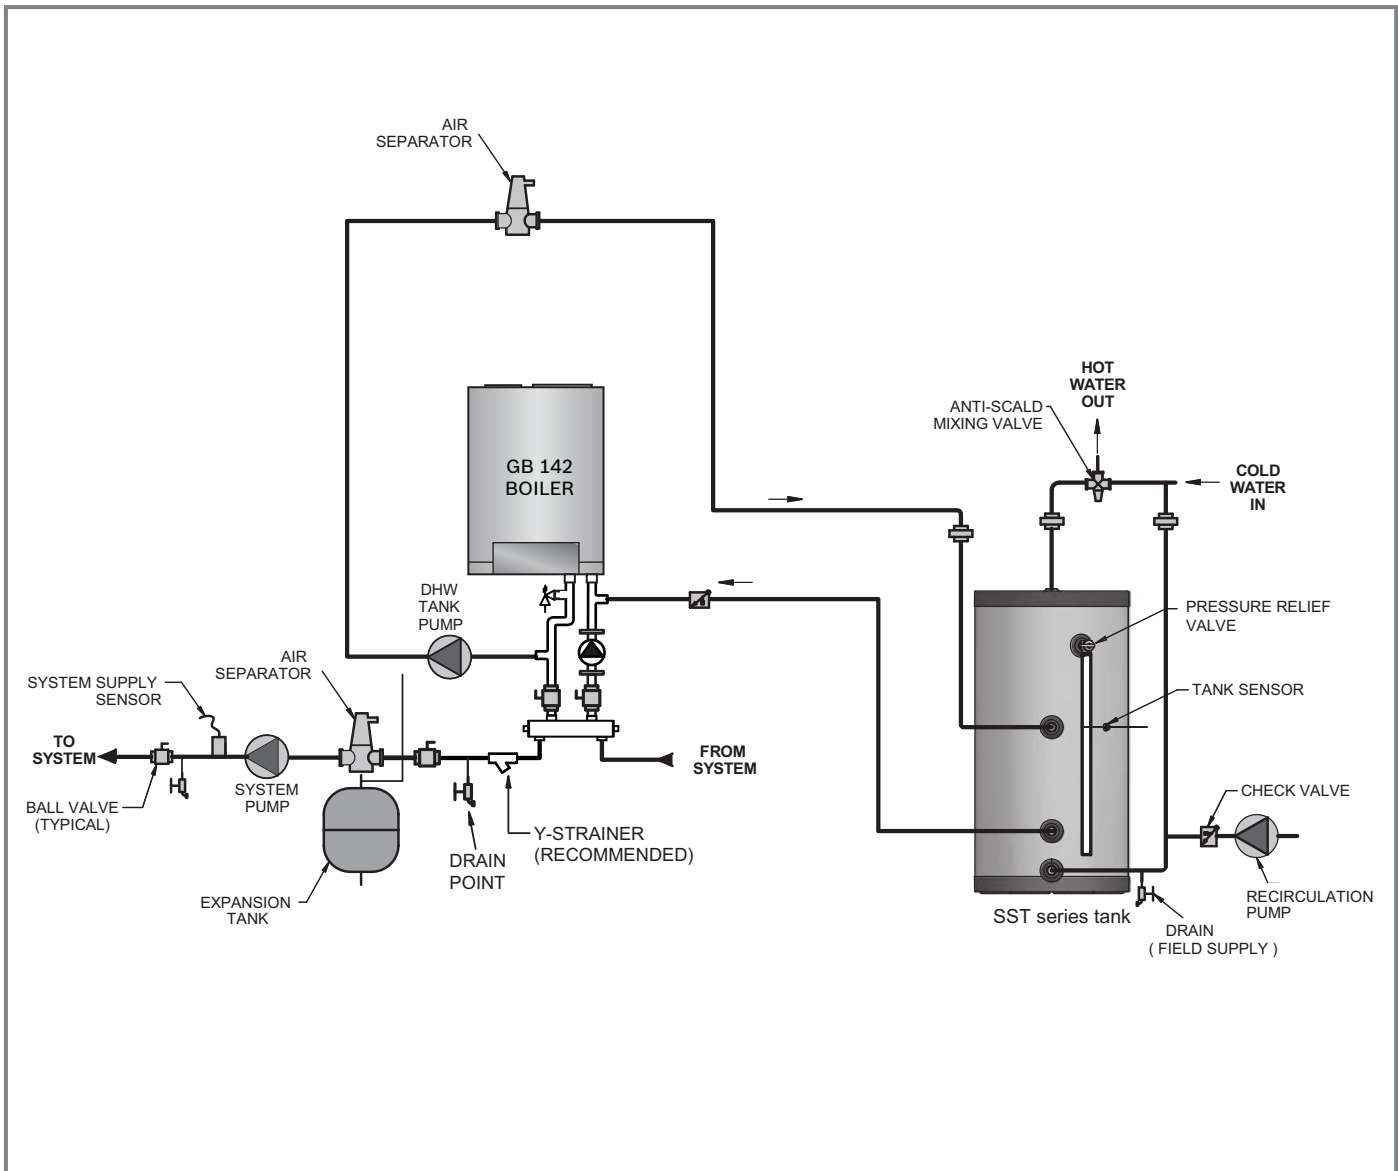 AIR
SEPARATOR
HOT
WATER
OUT
ANTI-SCALD
MIXING VALVE
GB 142
BOILER
COLD
WATER
IN
DHW
TANK
PUMP
PRESSURE RELIEF
VALVE
AIR
SEPARATOR
SYSTEM SUPPLY
SENSOR
TANK SENSOR
TO
SYSTEM
FROM
SYSTEM
SYSTEM
PUMP
BALL VALVE
(TYPICAL)
CHECK VALVE
Y-STRAINER
(RECOMMENDED)
DRAIN
POINT
EXPANSION
TANK
RECIRCULATION
PUMP
SST series tank
DRAIN
( FIELD SUPPLY )